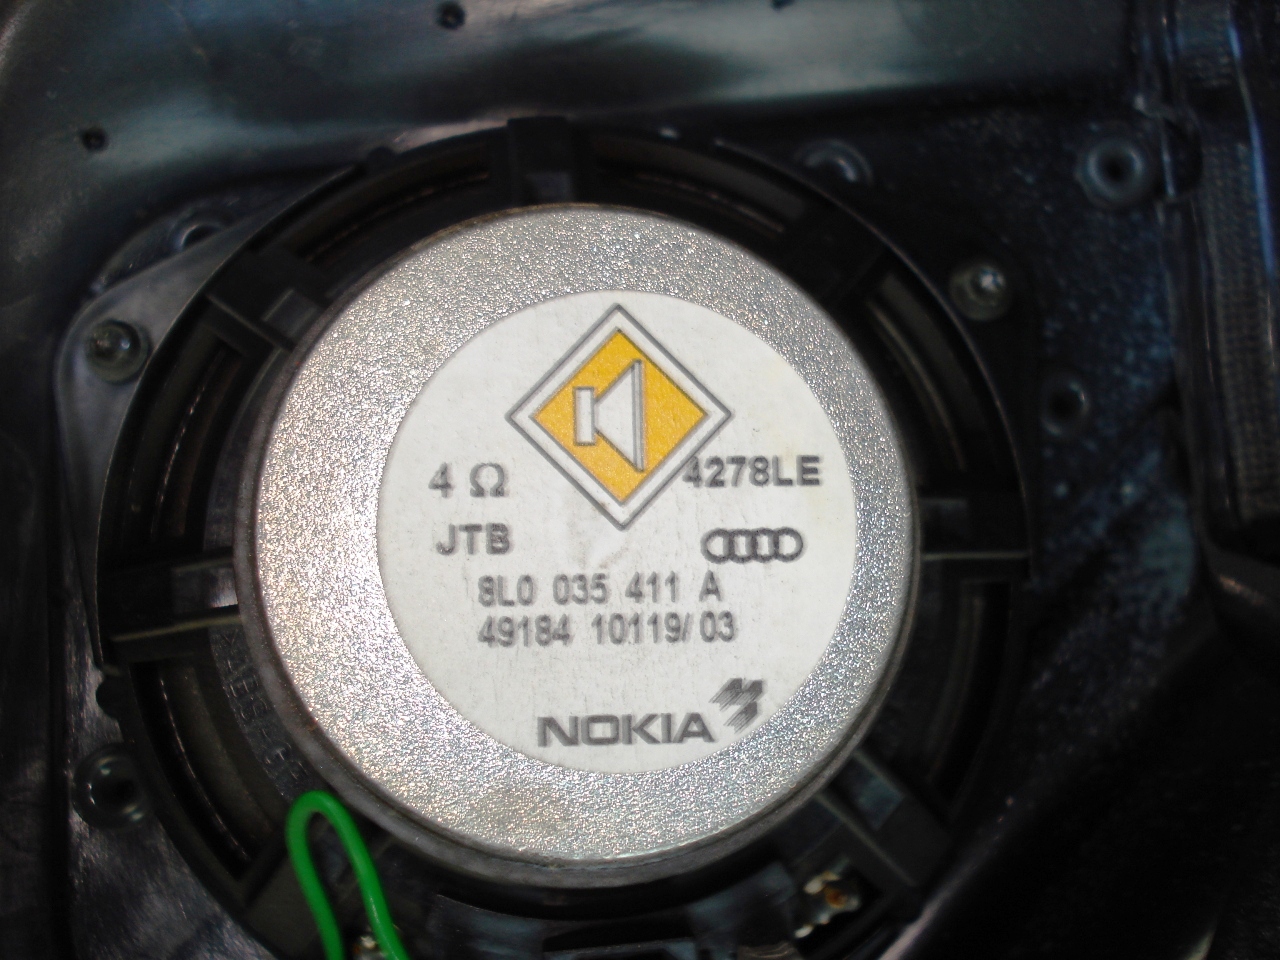 4 Ω 4278LE
JTB
8L0 035 411 A
49184 10119/03
NOKIA